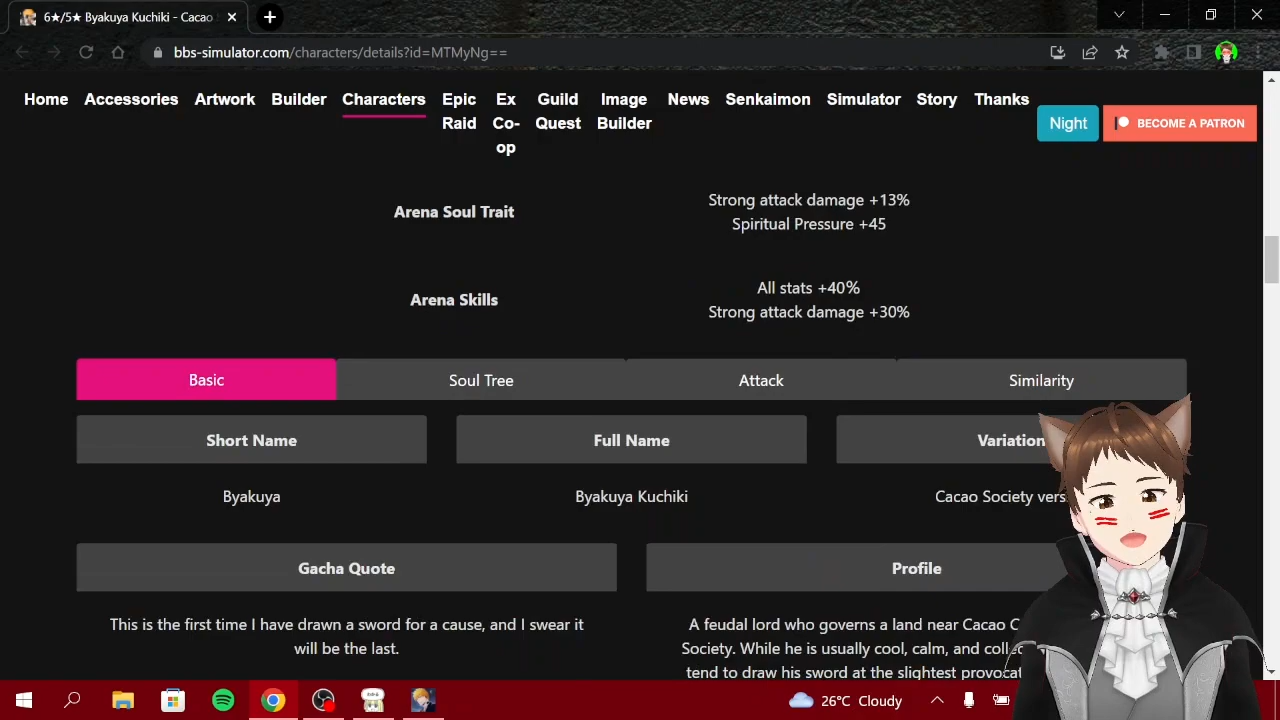 6★/5★ Byakuya Kuchiki - Cacao
bbs-simulator.com/characters/details?id=MTMyNg==
Home
Accessories
Artwork
Builder
Characters
Epic
Raid
Ex
Co-
op
Guild
Quest
Image
Builder
News
Senkaimon
Simulator
Story
Thanks
Night
BECOME A PATRON
Arena Soul Trait
Strong attack damage +13%
Spiritual Pressure +45
Arena Skills
All stats +40%
Strong attack damage +30%
Basic
Soul Tree
Attack
Similarity
Short Name
Full Name
Variation
Byakuya
Byakuya Kuchiki
Cacao Society vers
Gacha Quote
Profile
This is the first time I have drawn a sword for a cause, and I swear it
will be the last.
A feudal lord who governs a land near Cacao
Society. While he is usually cool, calm, and
tend to draw his sword at the slightest
26°C Cloudy